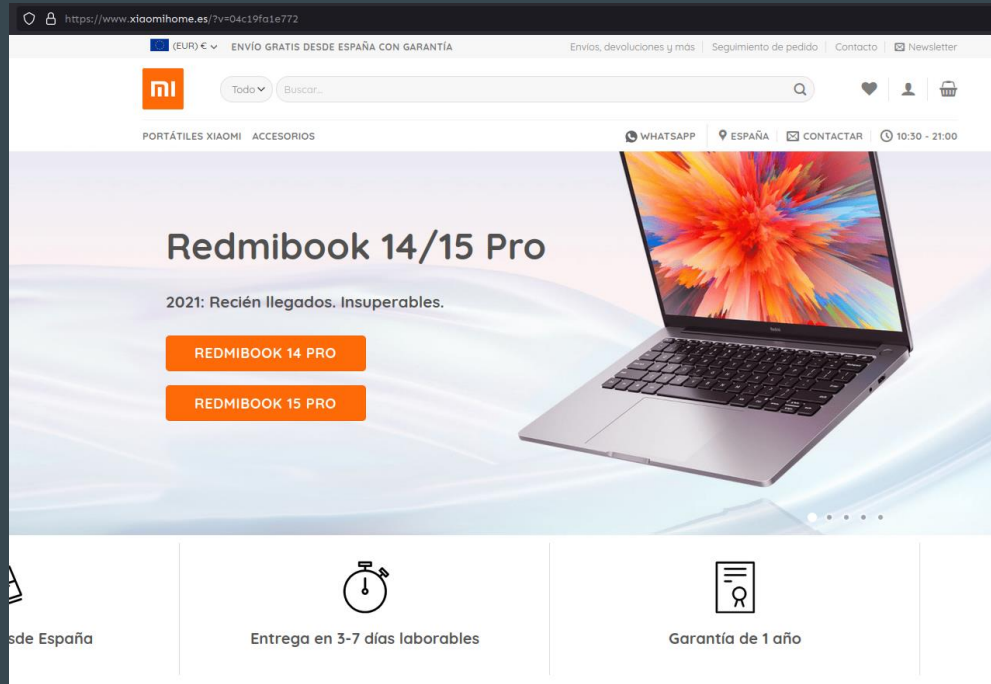 https://www.xiaomihome.es/?v=04c19fa1e772
(EUR) € ENVÍO GRATIS DESDE ESPAÑA CON GARANTÍA Envíos, devoluciones y más Seguimiento de pedido Contacto Newsletter
mi Todo Buscar...
PORTÁTILES XIAOMI ACCESORIOS WHATSAPP ESPAÑA CONTACTAR 10:30 - 21:00
Redmibook 14/15 Pro
2021: Recién llegados. Insuperables.
REDMIBOOK 14 PRO
REDMIBOOK 15 PRO
sde España Entrega en 3-7 días laborables Garantía de 1 año